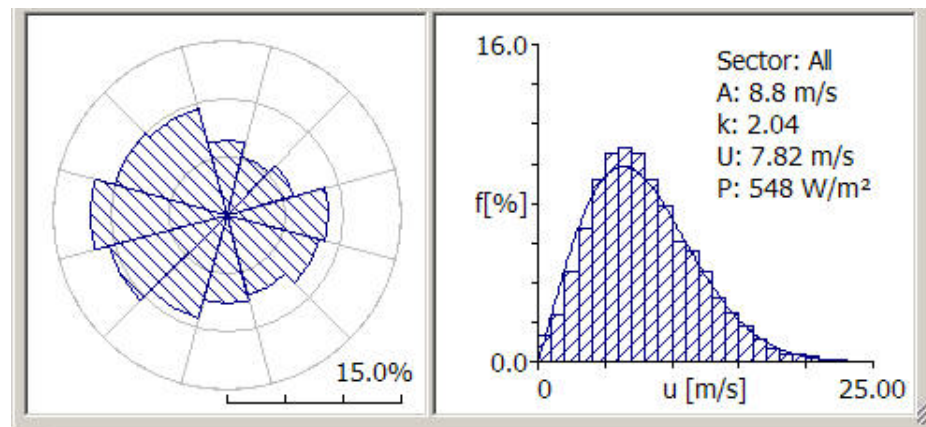 15.0%
16.0
Sector: All
A: 8.8 m/s
k: 2.04
U: 7.82 m/s
P: 548 W/m²
f[%]
0.0
0 u [m/s] 25.00